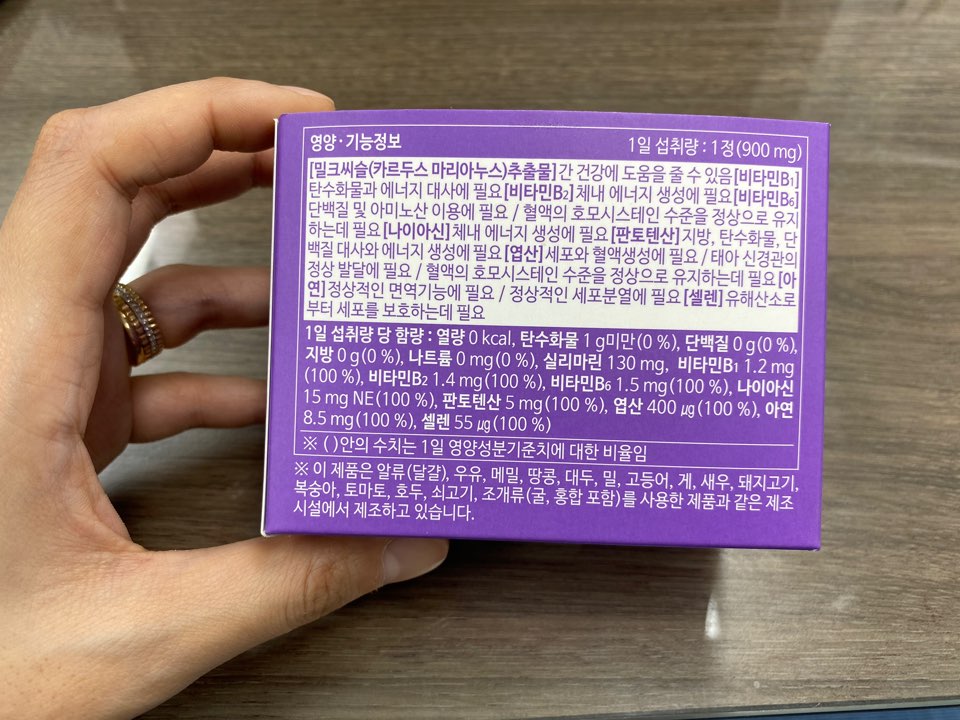 영양·기능정보 1일 섭취량 : 1정(900 mg)
[밀크씨슬(카르두스 마리아누스)추출물] 간 건강에 도움을 줄 수 있음 [비타민B₁]
탄수화물과 에너지 대사에 필요 [비타민B₂] 체내 에너지 생성에 필요 [비타민B₆]
단백질 및 아미노산 이용에 필요 / 혈액의 호모시스테인 수준을 정상으로 유지
하는데 필요 [나이아신] 체내 에너지 생성에 필요 [판토텐산] 지방, 탄수화물, 단
백질 대사와 에너지 생성에 필요 [엽산] 세포와 혈액생성에 필요 / 태아 신경관의
정상 발달에 필요 / 혈액의 호모시스테인 수준을 정상으로 유지하는데 필요 [아
연] 정상적인 면역기능에 필요 / 정상적인 세포분열에 필요 [셀렌] 유해산소로
부터 세포를 보호하는데 필요
1일 섭취량 당 함량 : 열량 0 kcal, 탄수화물 1 g미만(0 %), 단백질 0 g(0 %),
지방 0 g(0 %), 나트륨 0 mg(0 %), 실리마린 130 mg, 비타민B₁ 1.2 mg
(100 %), 비타민B₂ 1.4 mg(100 %), 비타민B₆ 1.5 mg(100 %), 나이아신
15 mg NE(100 %), 판토텐산 5 mg(100 %), 엽산 400 ㎍(100 %), 아연
8.5 mg(100 %), 셀렌 55 ㎍(100 %)
※ ( )안의 수치는 1일 영양성분기준치에 대한 비율임
※ 이 제품은 알류(달걀), 우유, 메밀, 땅콩, 대두, 밀, 고등어, 게, 새우, 돼지고기,
복숭아, 토마토, 호두, 쇠고기, 조개류(굴, 홍합 포함)를 사용한 제품과 같은 제조
시설에서 제조하고 있습니다.